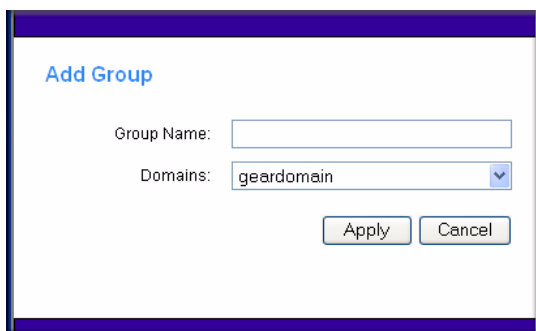 Add Group
Group Name:
Domains: geardomain
Apply Cancel